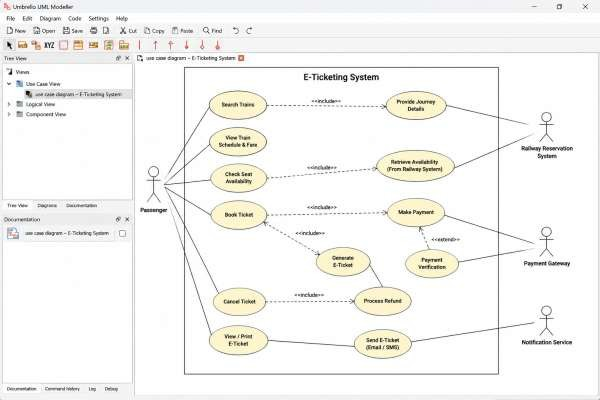 Umbrello UML Modeller
File Edit Diagram Code Settings Help
New Open Save Cut Copy Paste Find
XYZ
Tree View
use case diagram – E-Ticketing System
Views
Use Case View
use case diagram – E-Ticketing System
Logical View
Component View
Tree View Diagrams Documentation
Documentation
use case diagram – E-Ticketing System
Documentation Command history Log Debug
E-Ticketing System
Search Trains
<<include>>
Provide Journey
Details
View Train
Schedule & Fare
Railway Reservation
System
Check Seat
Availability
<<include>>
Retrieve Availability
(From Railway System)
Passenger
Book Ticket
<<include>>
Make Payment
<<include>>
<<extend>>
Generate
E-Ticket
Payment
Verification
Payment Gateway
Cancel Ticket
<<include>>
Process Refund
View / Print
E-Ticket
Send E-Ticket
(Email / SMS)
Notification Service